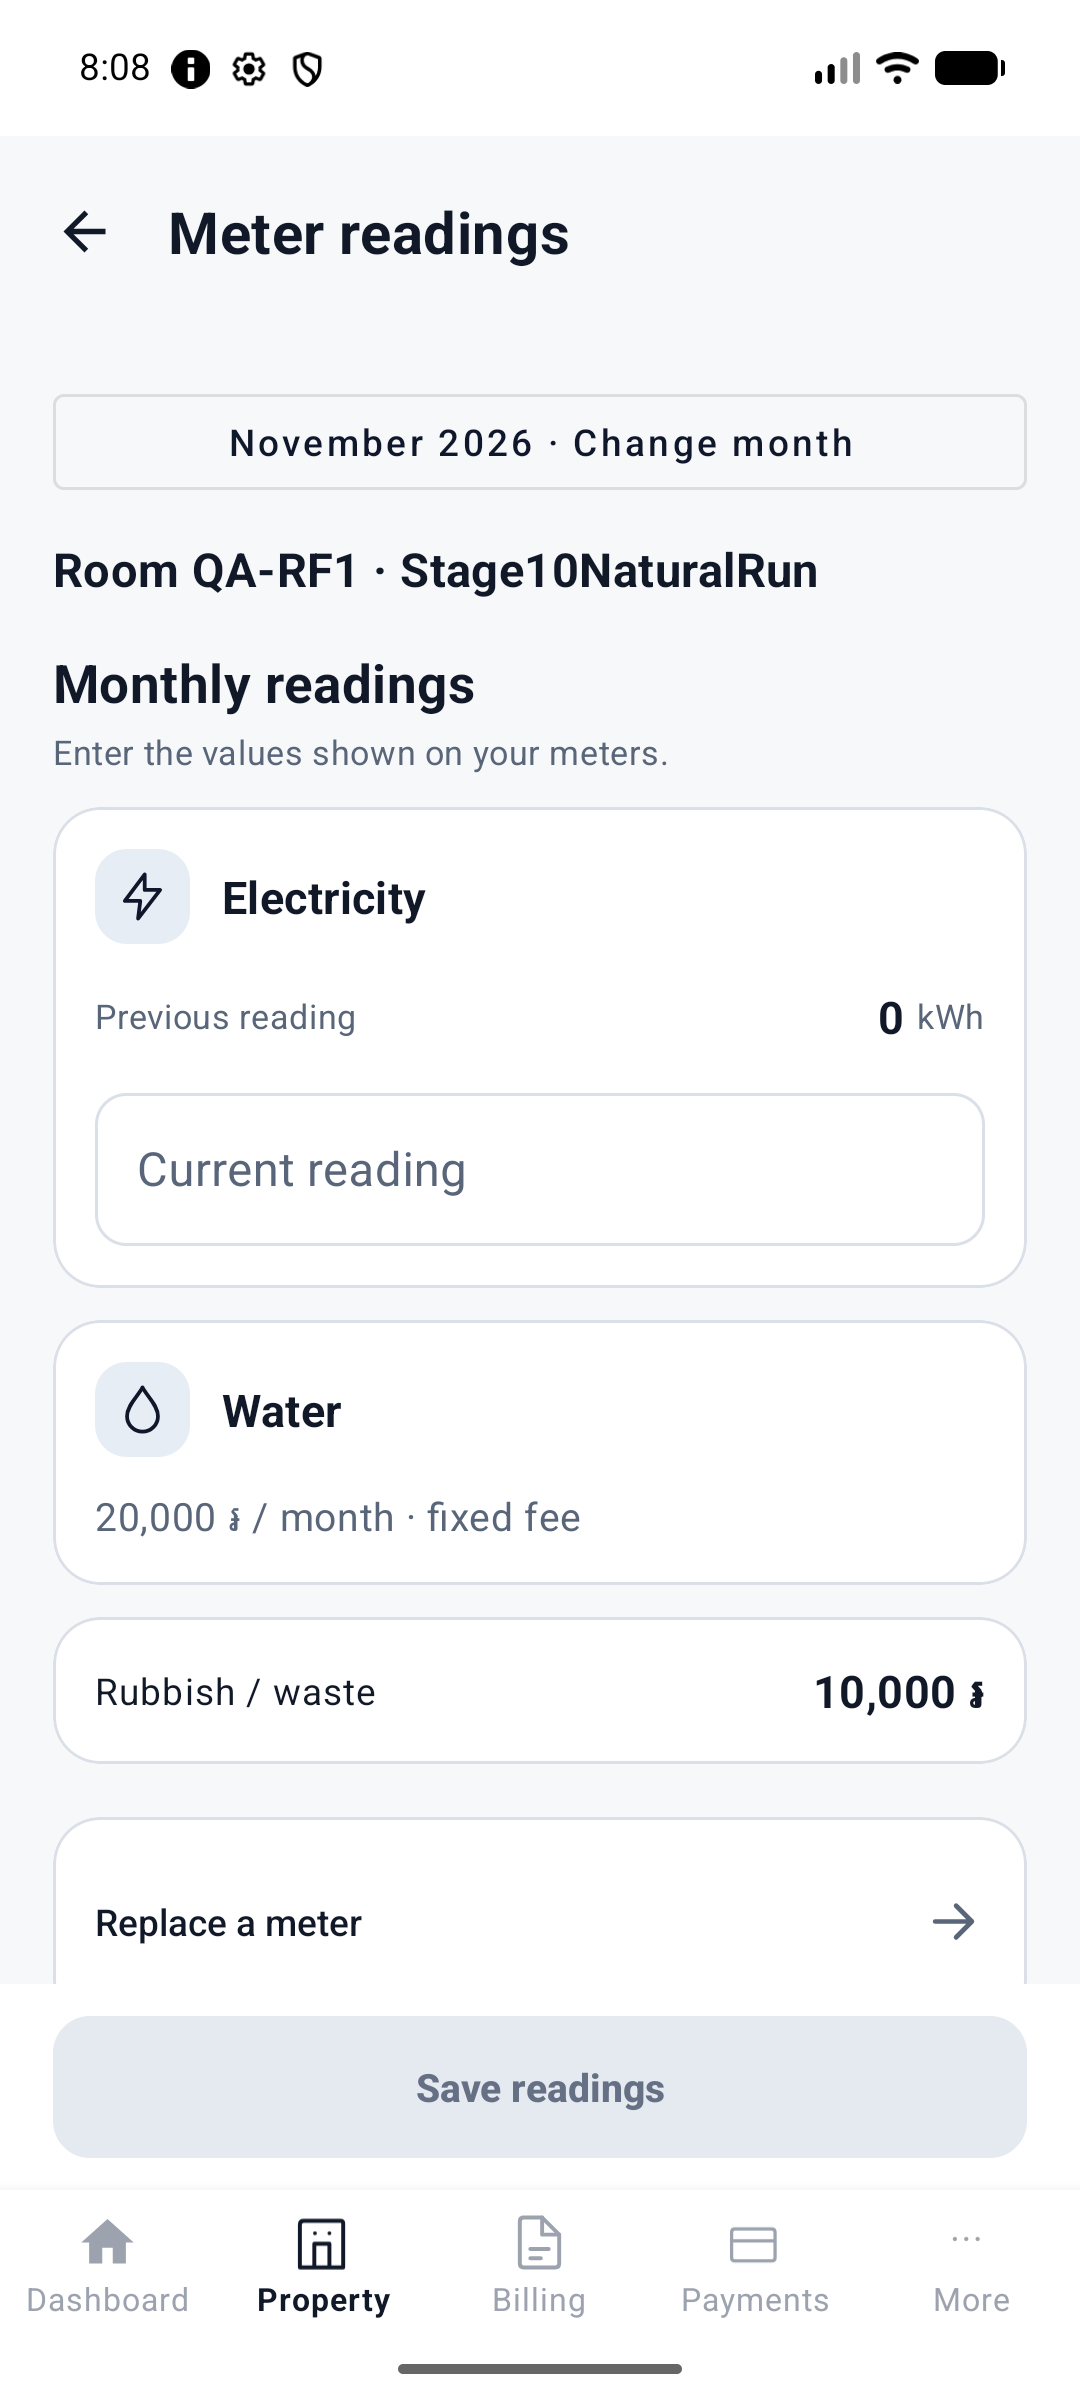 8:08
Meter readings
November 2026 · Change month
Room QA-RF1 · Stage10NaturalRun
Monthly readings
Enter the values shown on your meters.
Electricity
Previous reading 0 kWh
Current reading
Water
20,000 ៛ / month · fixed fee
Rubbish / waste 10,000 ៛
Replace a meter
Save readings
Dashboard Property Billing Payments More